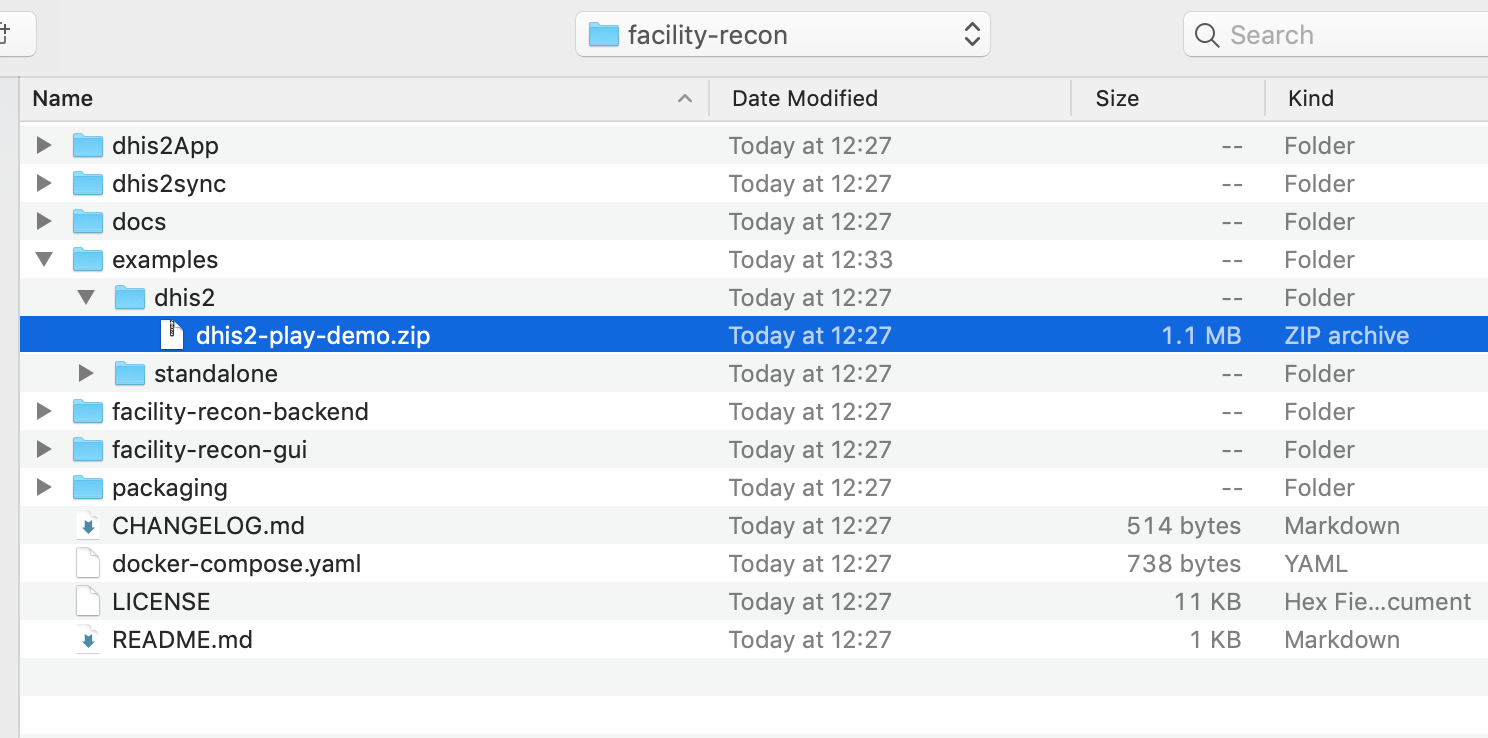 facility-recon Search
Name Date Modified Size Kind
dhis2App Today at 12:27 -- Folder
dhis2sync Today at 12:27 -- Folder
docs Today at 12:27 -- Folder
examples Today at 12:33 -- Folder
dhis2 Today at 12:27 -- Folder
dhis2-play-demo.zip Today at 12:27 1.1 MB ZIP archive
standalone Today at 12:27 -- Folder
facility-recon-backend Today at 12:27 -- Folder
facility-recon-gui Today at 12:27 -- Folder
packaging Today at 12:27 -- Folder
CHANGELOG.md Today at 12:27 514 bytes Markdown
docker-compose.yaml Today at 12:27 738 bytes YAML
LICENSE Today at 12:27 11 KB Hex Fie...cument
README.md Today at 12:27 1 KB Markdown